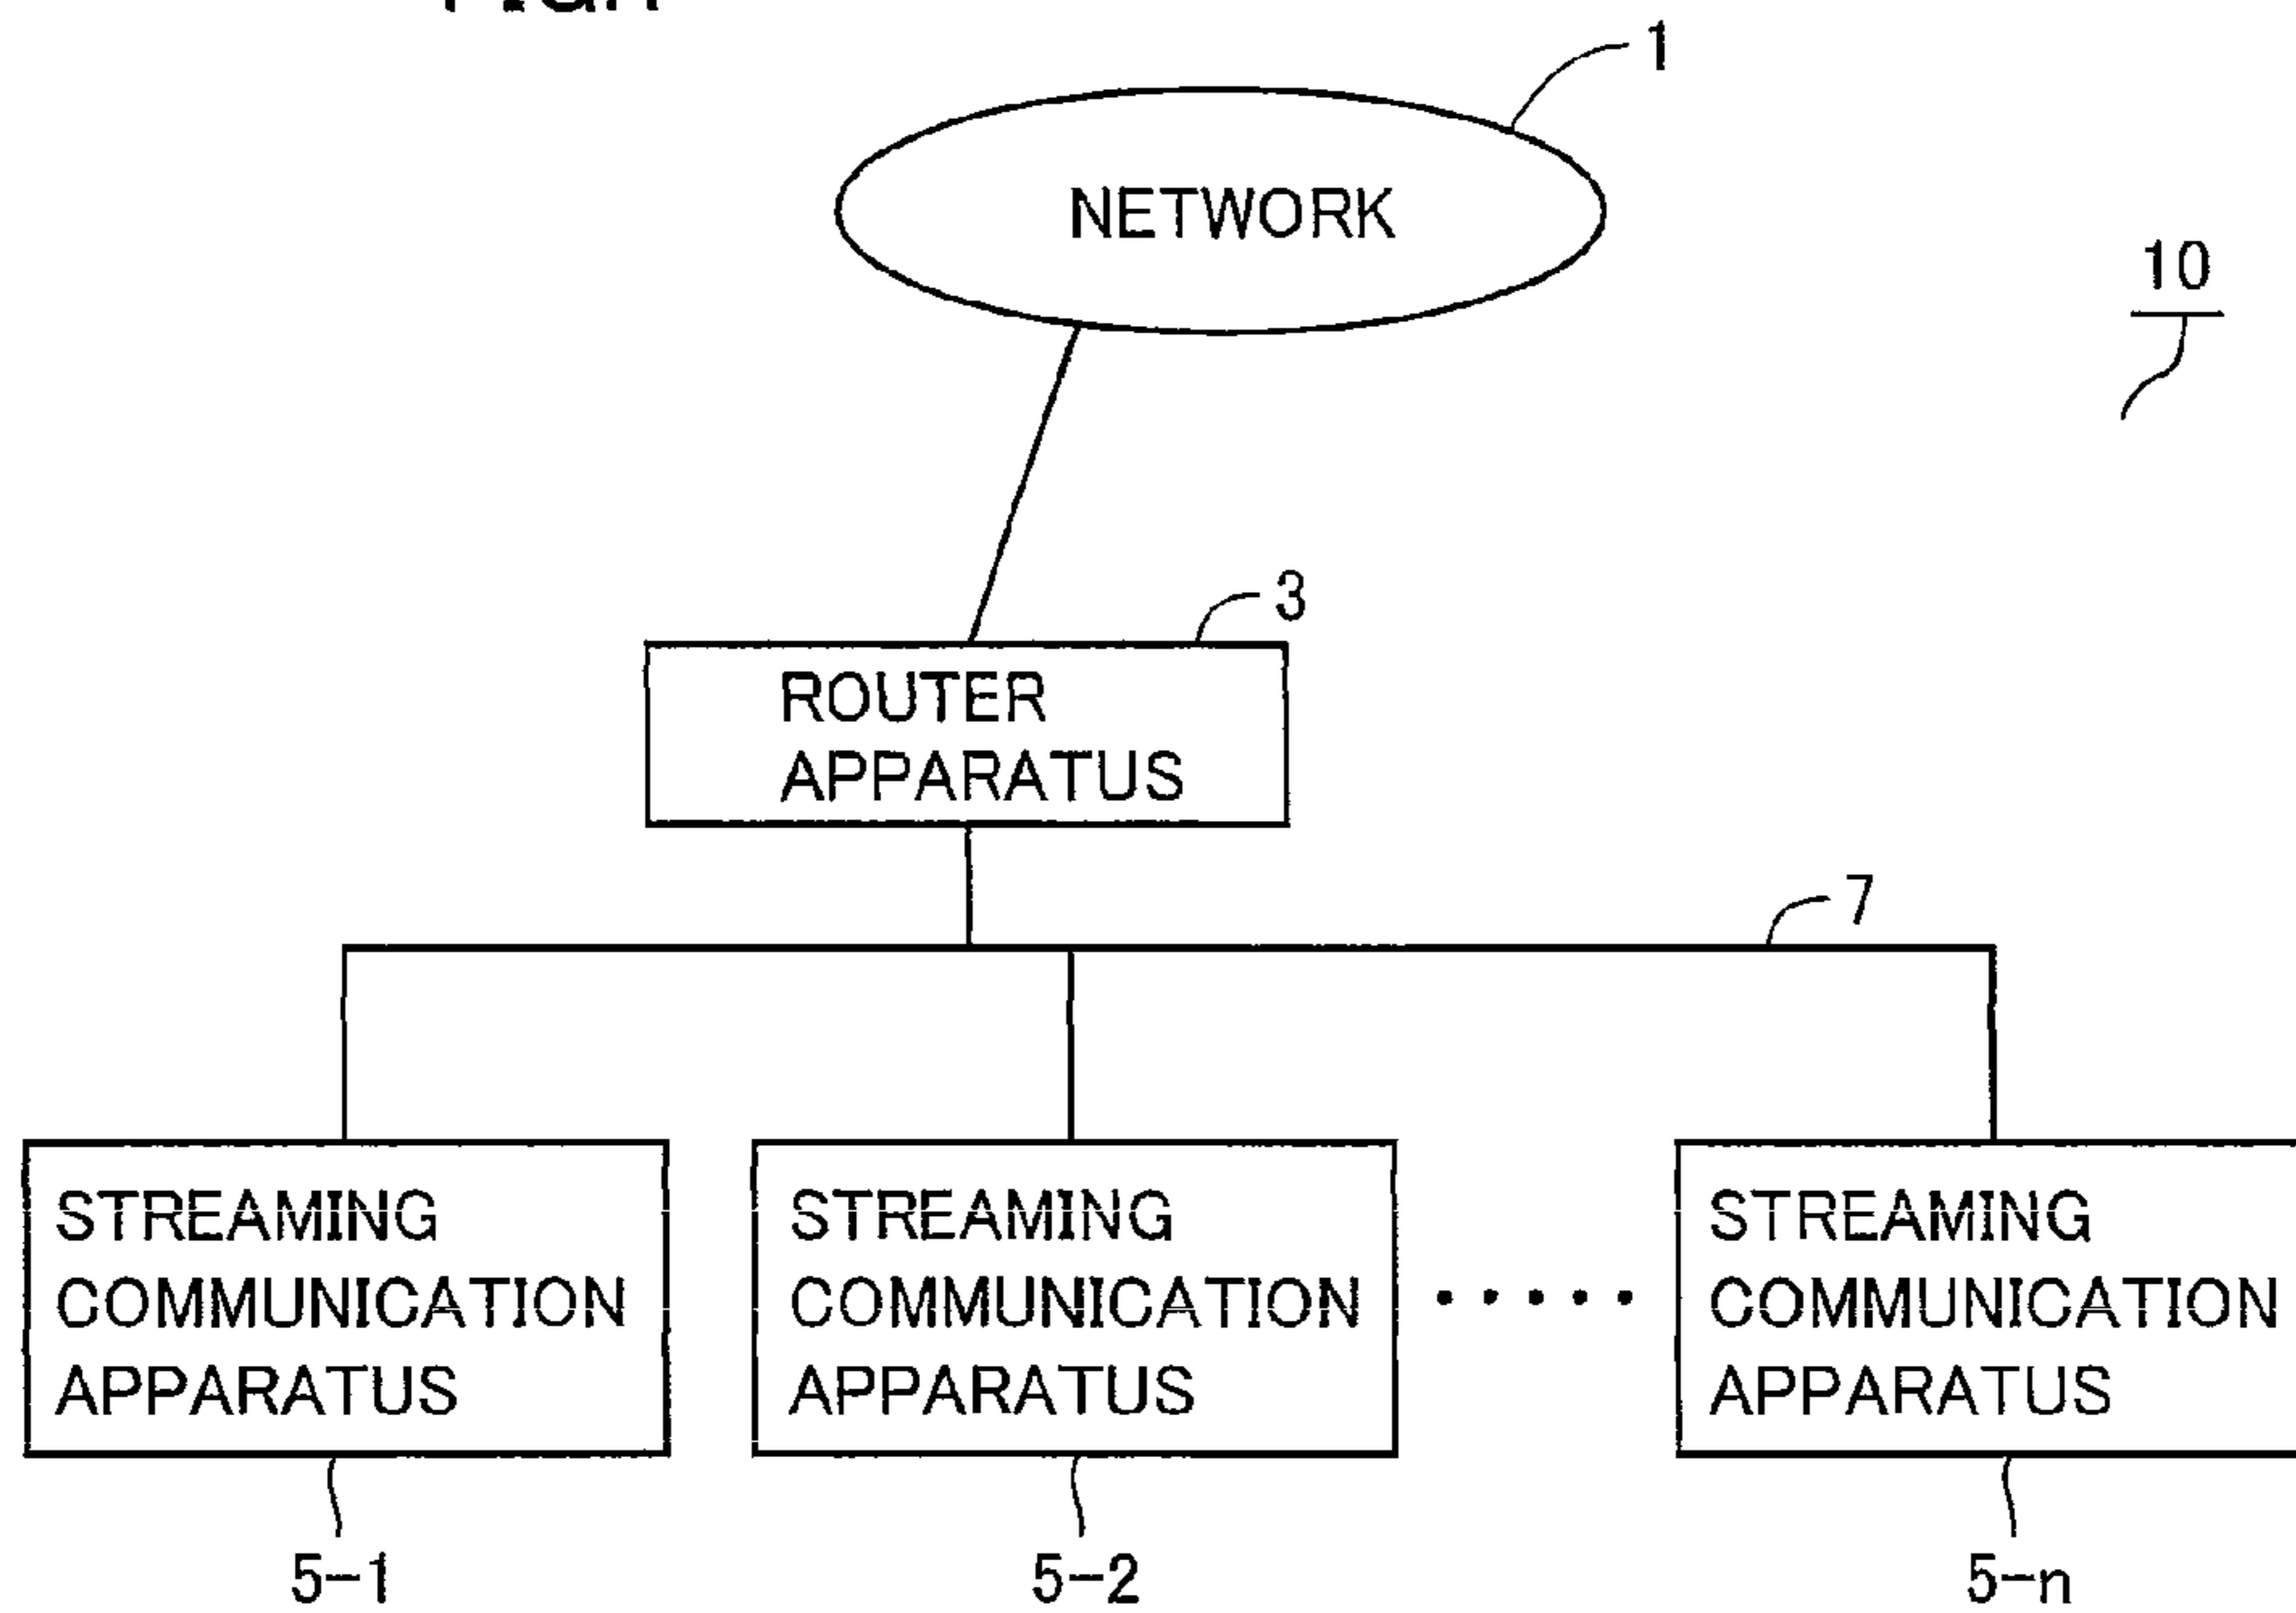 1
NETWORK
10
3
ROUTER
APPARATUS
7
STREAMING
COMMUNICATION
APPARATUS
STREAMING
COMMUNICATION
APPARATUS
.....
STREAMING
COMMUNICATION
APPARATUS
5-1
5-2
5-n